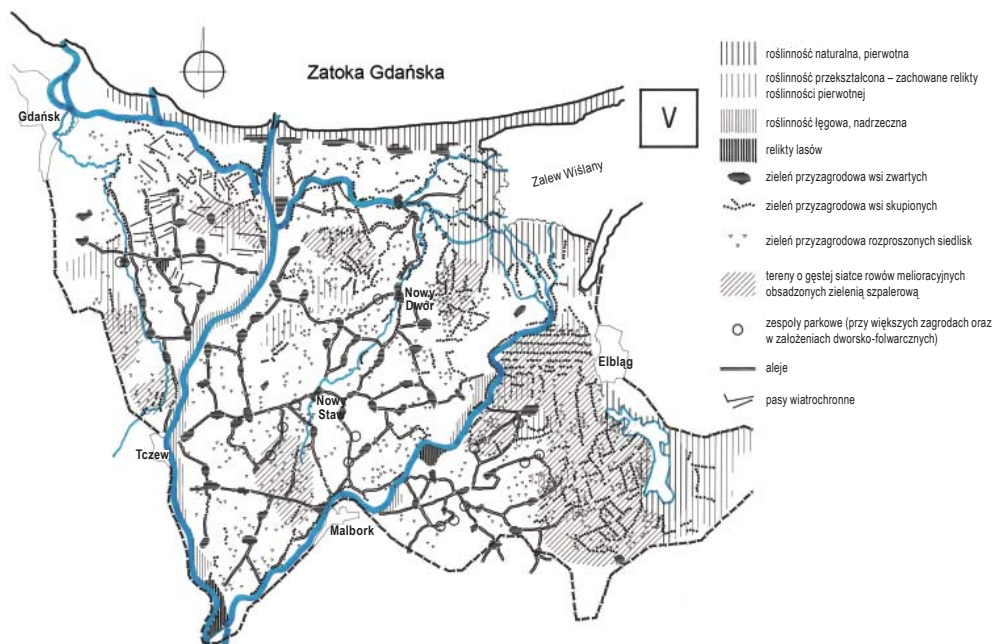 Zatoka Gdańska
Gdańsk
Zalew Wiślany
Nowy
Dwór
Elbląg
Nowy
Staw
Tczew
Malbork
V
roślinność naturalna, pierwotna
roślinność przekształcona – zachowane relikty
roślinności pierwotnej
roślinność łęgowa, nadrzeczna
relikty lasów
zieleń przyzagrodowa wsi zwartych
zieleń przyzagrodowa wsi skupionych
zieleń przyzagrodowa rozproszonych siedlisk
tereny o gęstej siatce rowów melioracyjnych
obsadzonych zielenią szpalerową
zespoły parkowe (przy większych zagrodach oraz
w założeniach dworsko-folwarcznych)
aleje
pasy wiatrochronne